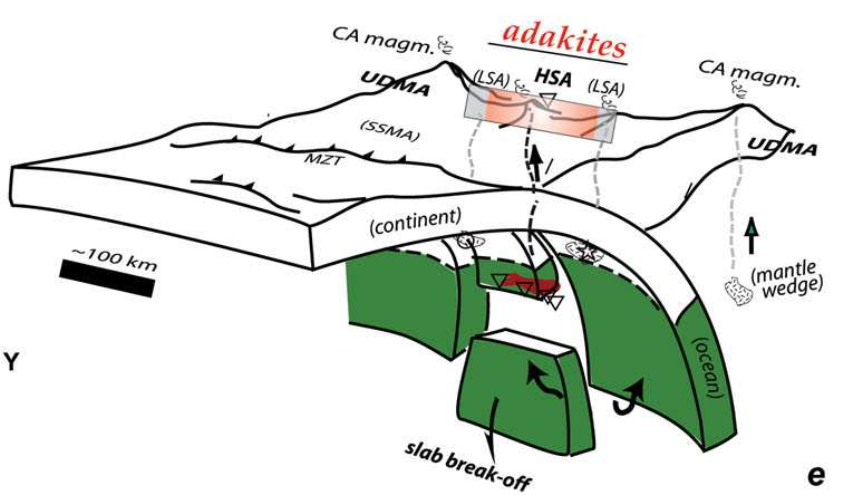 adakites
CA magm.
(LSA)
HSA
(LSA)
CA magm.
UDMA
UDMA
(SSMA)
MZT
(continent)
~100 km
(mantle
wedge)
(ocean)
Y
slab break-off
e